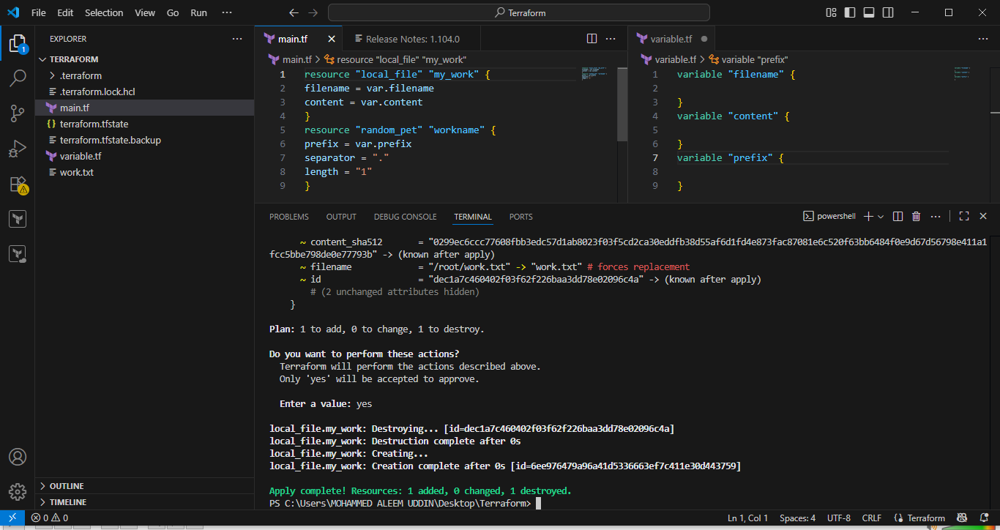 File Edit Selection View Go Run ···
Terraform
EXPLORER
TERRAFORM
.terraform
.terraform.lock.hcl
main.tf
terraform.tfstate
terraform.tfstate.backup
variable.tf
work.txt
OUTLINE
TIMELINE
main.tf
Release Notes: 1.104.0
main.tf > resource "local_file" "my_work"
1 resource "local_file" "my_work" {
2 filename = var.filename
3 content = var.content
4 }
5 resource "random_pet" "workname" {
6 prefix = var.prefix
7 separator = "."
8 length = "1"
9 }
variable.tf
variable.tf > variable "prefix"
1 variable "filename" {
2
3 }
4 variable "content" {
5
6 }
7 variable "prefix" {
8
9 }
PROBLEMS OUTPUT DEBUG CONSOLE TERMINAL PORTS
powershell
~ content_sha512 = "0299ec6ccc77608fbb3edc57d1ab8023f03f5cd2ca30eddfb38d55af6d1fd4e873fac87081e6c520f63bb6484f0e9d67d56798e411a1
fcc5bbe798de0e77793b" -> (known after apply)
~ filename = "/root/work.txt" -> "work.txt" # forces replacement
~ id = "dec1a7c460402f03f62f226baa3dd78e02096c4a" -> (known after apply)
# (2 unchanged attributes hidden)
}
Plan: 1 to add, 0 to change, 1 to destroy.
Do you want to perform these actions?
Terraform will perform the actions described above.
Only 'yes' will be accepted to approve.
Enter a value: yes
local_file.my_work: Destroying... [id=dec1a7c460402f03f62f226baa3dd78e02096c4a]
local_file.my_work: Destruction complete after 0s
local_file.my_work: Creating...
local_file.my_work: Creation complete after 0s [id=6ee976479a96a41d5336663ef7c411e30d443759]
Apply complete! Resources: 1 added, 0 changed, 1 destroyed.
PS C:\Users\MOHAMMED ALEEM UDDIN\Desktop\Terraform>
0 0
Ln 1, Col 1 Spaces: 4 UTF-8 CRLF Terraform